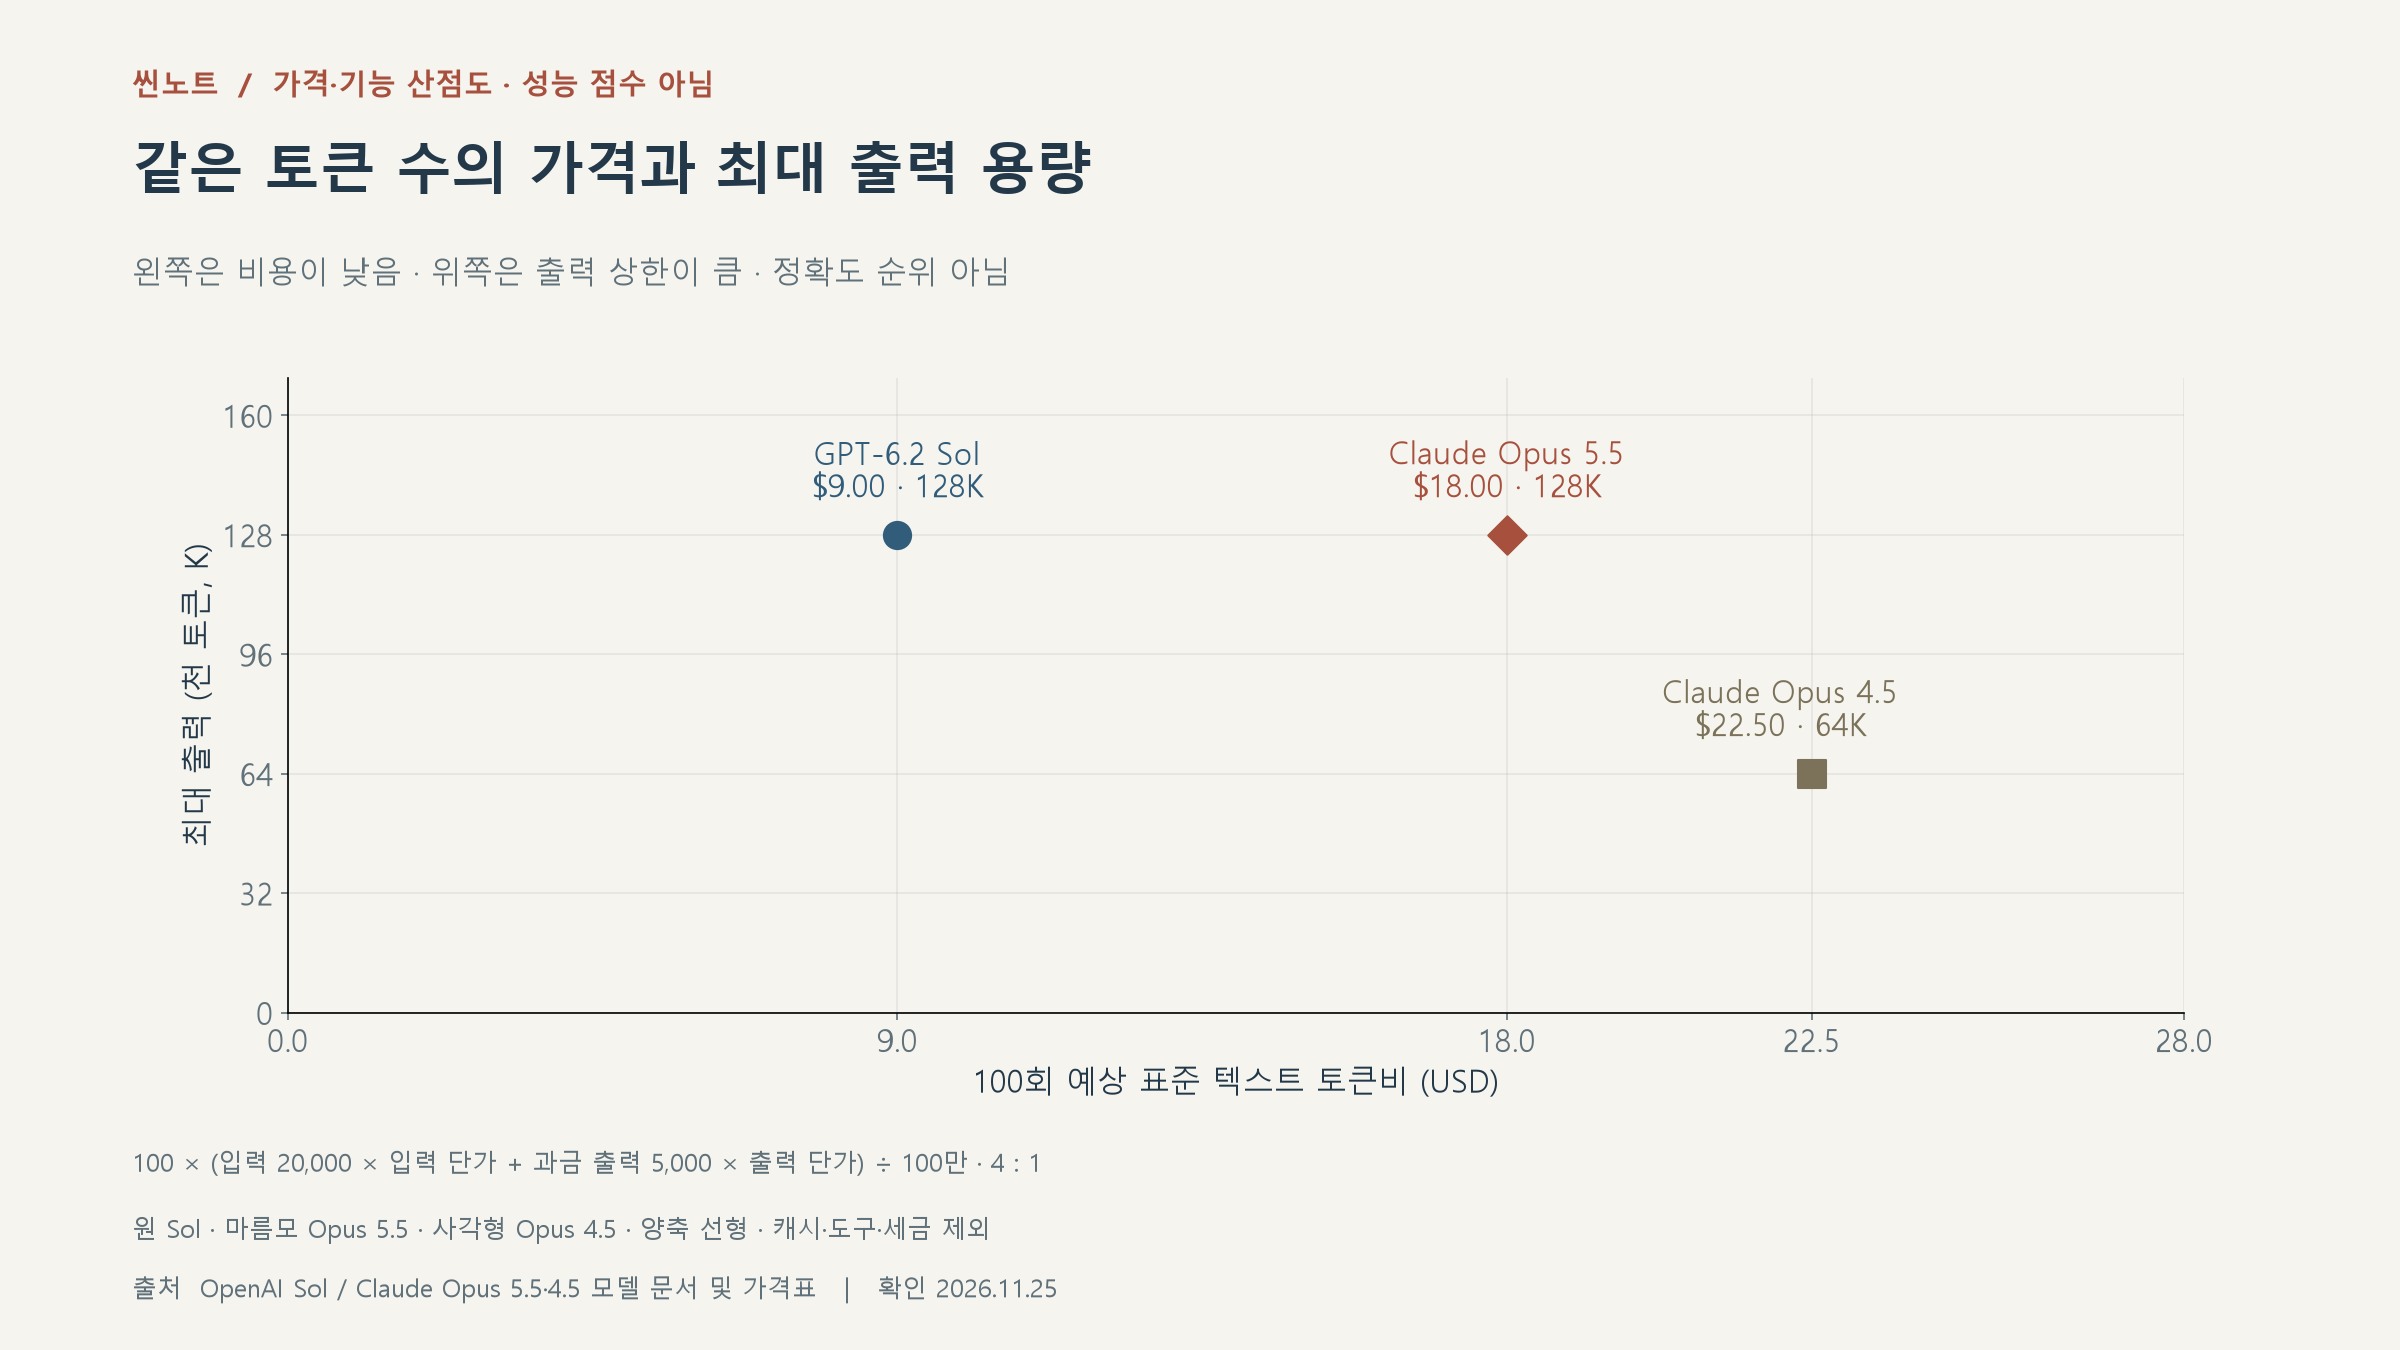 씬노트 / 가격·기능 산점도 · 성능 점수 아님
같은 토큰 수의 가격과 최대 출력 용량
왼쪽은 비용이 낮음 · 위쪽은 출력 상한이 큼 · 정확도 순위 아님
최대 출력 (천 토큰, K)
160
128
96
64
32
0
GPT-6.2 Sol
$9.00 · 128K
Claude Opus 5.5
$18.00 · 128K
Claude Opus 4.5
$22.50 · 64K
0.0 9.0 18.0 22.5 28.0
100회 예상 표준 텍스트 토큰비 (USD)
100 × (입력 20,000 × 입력 단가 + 과금 출력 5,000 × 출력 단가) ÷ 100만 · 4 : 1
원 Sol · 마름모 Opus 5.5 · 사각형 Opus 4.5 · 양축 선형 · 캐시·도구·세금 제외
출처 OpenAI Sol / Claude Opus 5.5·4.5 모델 문서 및 가격표 | 확인 2026.11.25